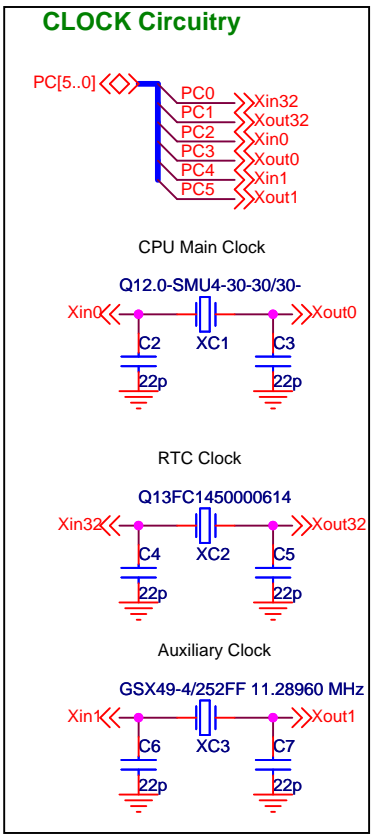 CLOCK Circuitry
PC[5..0]
PC0 Xin32
PC1 Xout32
PC2 Xin0
PC3 Xout0
PC4 Xin1
PC5 Xout1
CPU Main Clock
Q12.0-SMU4-30-30/30-
Xin0 Xout0
C2 XC1 C3
22p 22p
RTC Clock
Q13FC1450000614
Xin32 Xout32
C4 XC2 C5
22p 22p
Auxiliary Clock
GSX49-4/252FF 11.28960 MHz
Xin1 Xout1
C6 XC3 C7
22p 22p